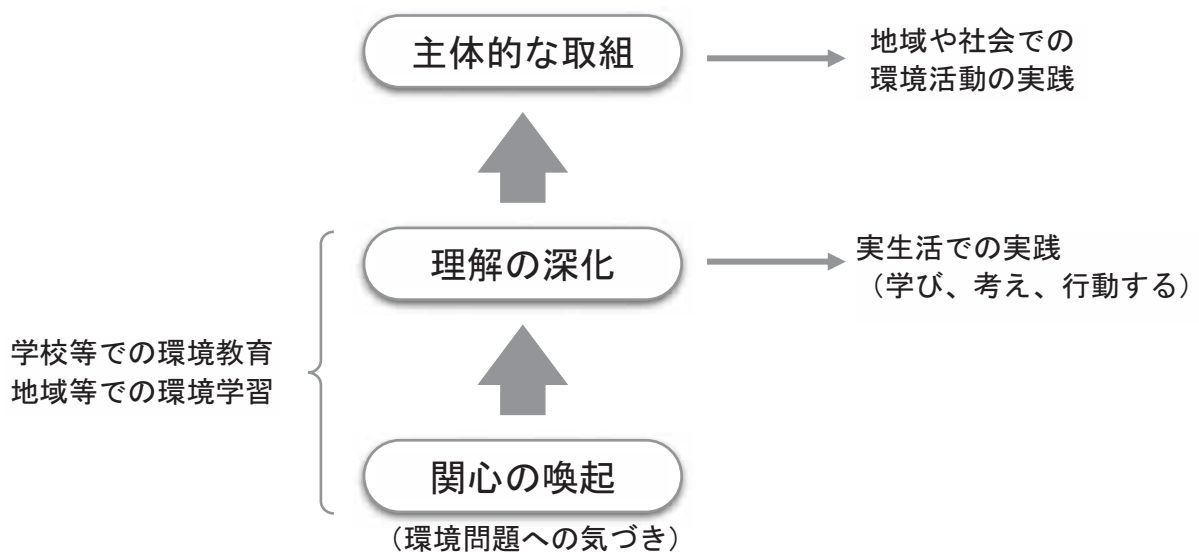 主体的な取組
地域や社会での
環境活動の実践
理解の深化
実生活での実践
（学び、考え、行動する）
学校等での環境教育
地域等での環境学習
関心の喚起
（環境問題への気づき）